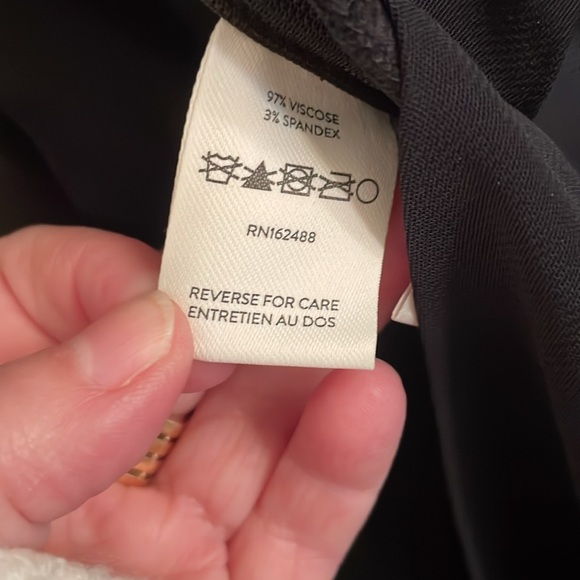 97% VISCOSE
3% SPANDEX
RN162488
REVERSE FOR CARE
ENTRETIEN AU DOS